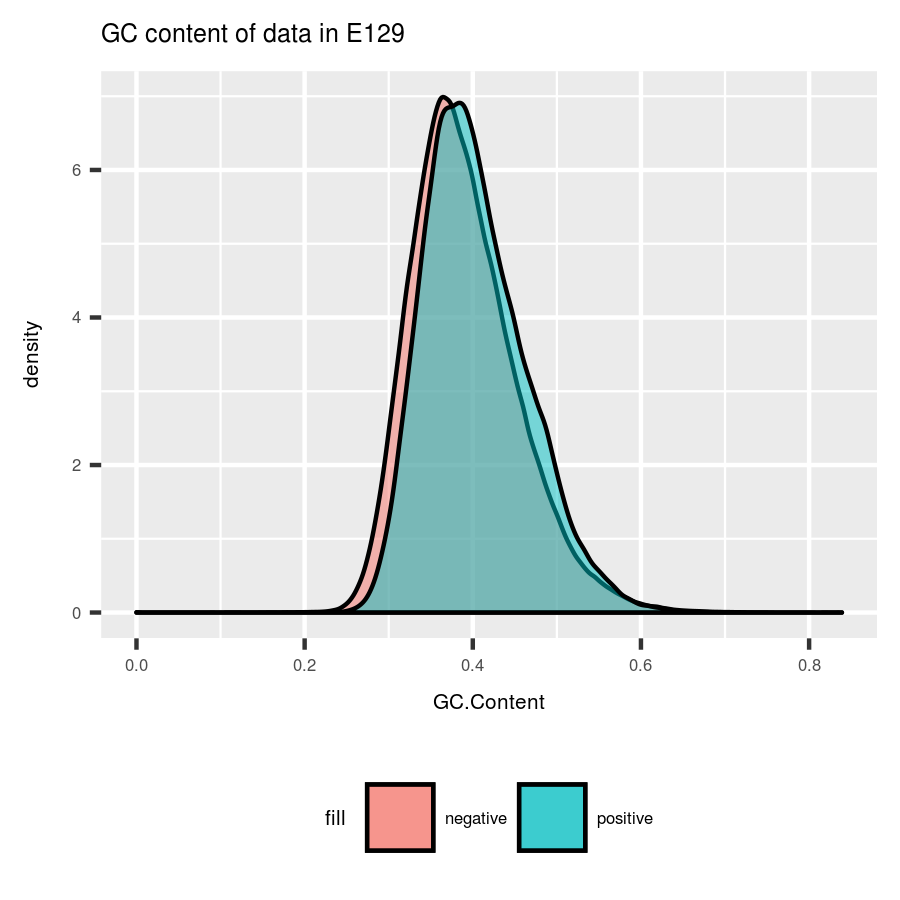 GC content of data in E129
density
6
4
2
0
0.0 0.2 0.4 0.6 0.8
GC.Content
fill negative positive